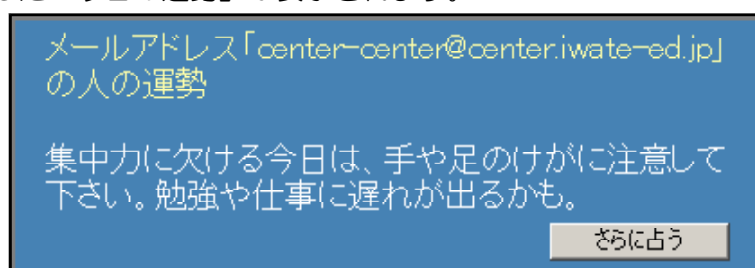 メールアドレス「center-center@center.iwate-ed.jp」
の人の運勢
集中力に欠ける今日は、手や足のけがに注意して
下さい。勉強や仕事に遅れが出るかも。
さらに占う